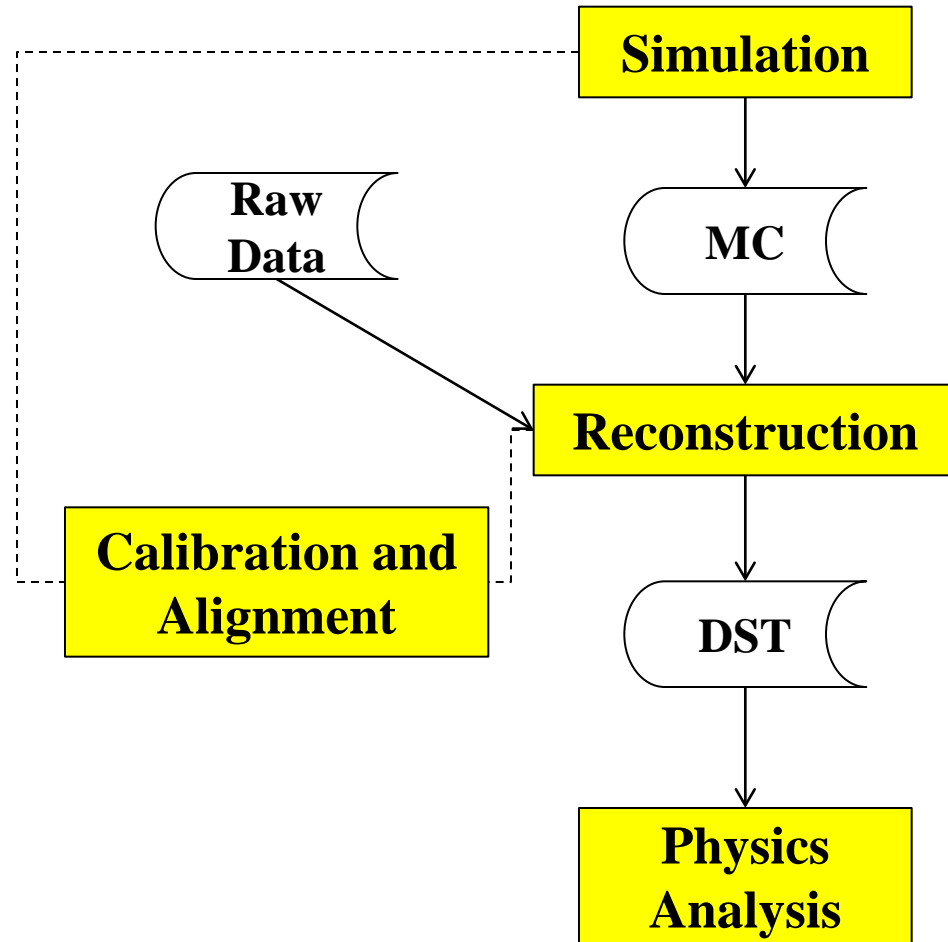 Simulation
Raw
Data
MC
Reconstruction
Calibration and
Alignment
DST
Physics
Analysis